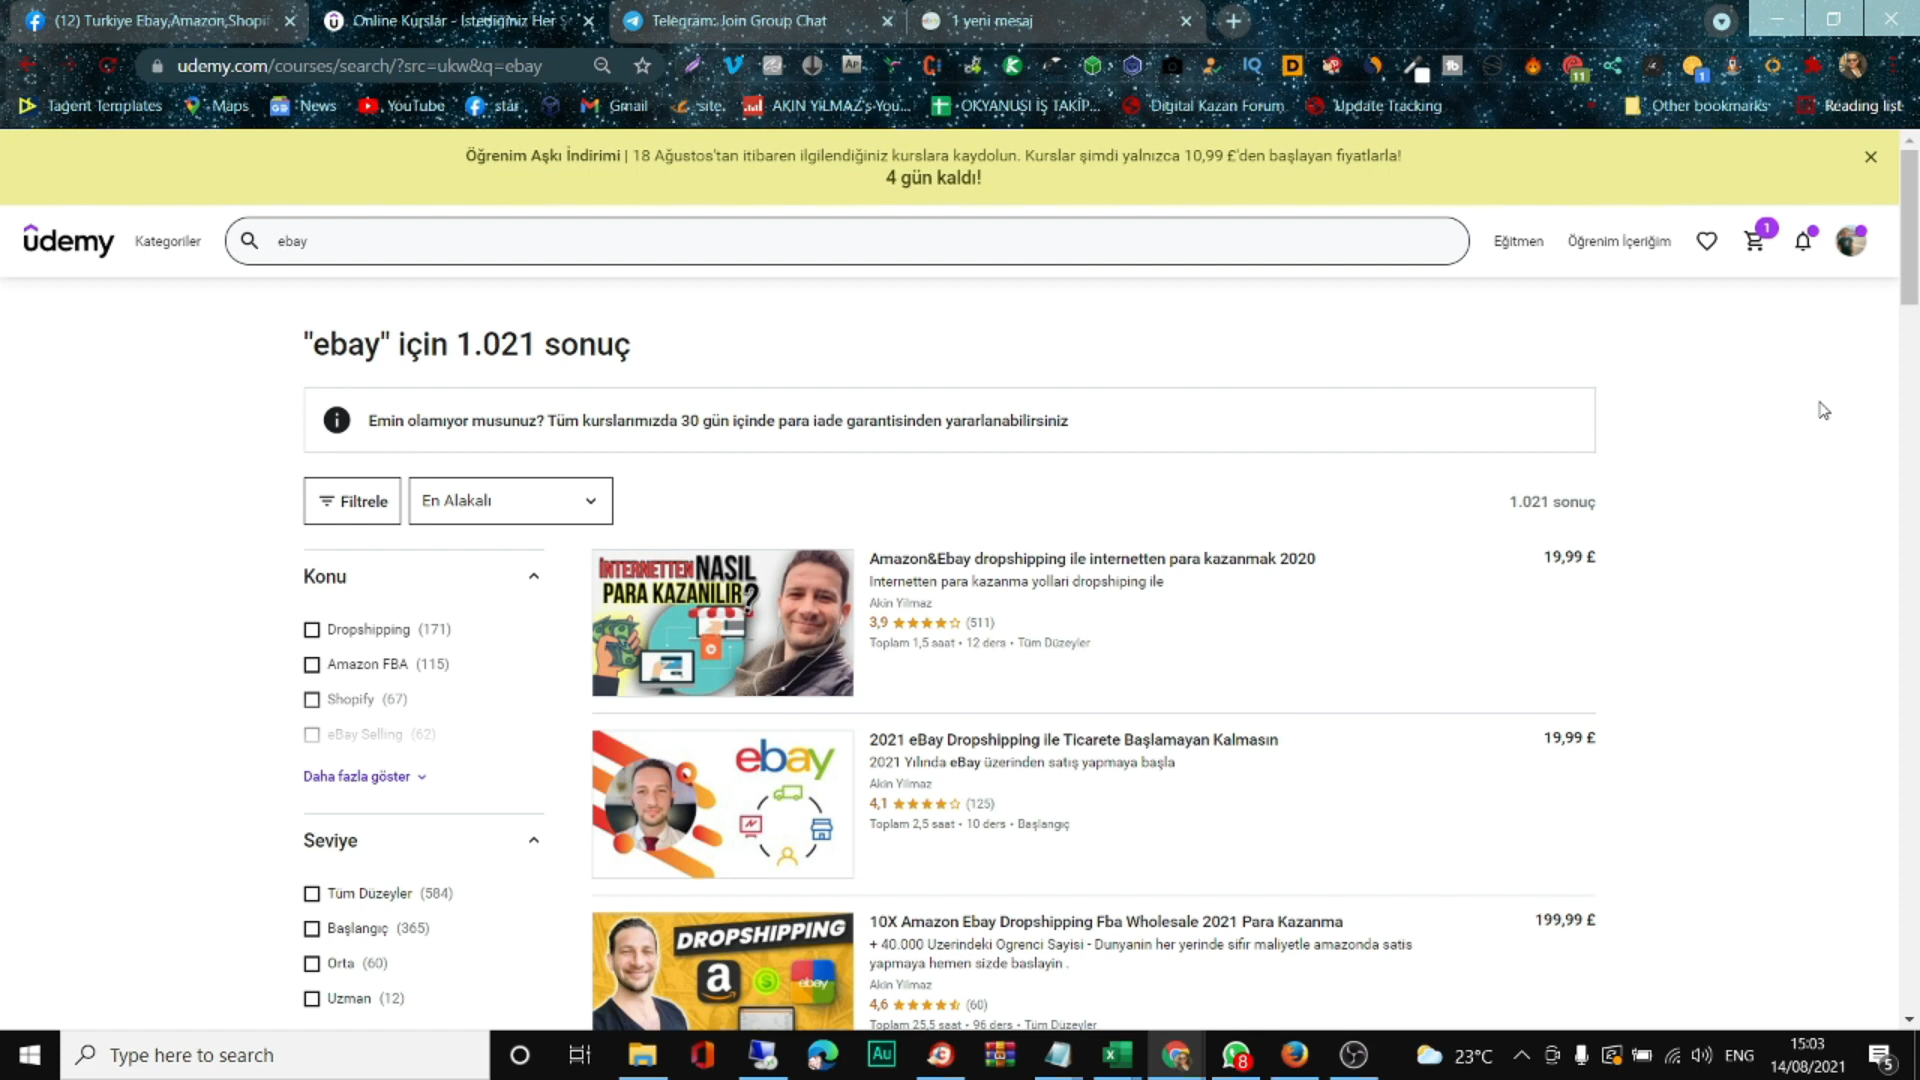 (12) Turkiye Ebay,Amazon,Shopif
Online Kurslar - İstediğiniz Her Ş
Telegram: Join Group Chat
1 yeni mesaj
udemy.com/courses/search/?src=ukw&q=ebay
Tagent Templates
Maps
News
YouTube
star
Gmail
site.
AKIN YILMAZ's You...
OKYANUSI İŞ TAKİP...
Digital Kazan Forum
Update Tracking
Other bookmarks
Reading list
Öğrenim Aşkı İndirimi | 18 Ağustos'tan itibaren ilgilendiğiniz kurslara kaydolun. Kurslar şimdi yalnızca 10,99 £'den başlayan fiyatlarla!
4 gün kaldı!
udemy
Kategoriler
ebay
Eğitmen
Öğrenim İçeriğim
1
"ebay" için 1.021 sonuç
Emin olamıyor musunuz? Tüm kurslarımızda 30 gün içinde para iade garantisinden yararlanabilirsiniz
Filtrele
En Alakalı
1.021 sonuç
Konu
Dropshipping (171)
Amazon FBA (115)
Shopify (67)
eBay Selling (62)
Daha fazla göster
Seviye
Tüm Düzeyler (584)
Başlangıç (365)
Orta (60)
Uzman (12)
İNTERNETTEN NASIL
PARA KAZANILIR?
Amazon&Ebay dropshipping ile internetten para kazanmak 2020
19,99 £
Internetten para kazanma yollari dropshiping ile
Akin Yilmaz
3,9 (511)
Toplam 1,5 saat • 12 ders • Tüm Düzeyler
ebay
2021 eBay Dropshipping ile Ticarete Başlamayan Kalmasın
19,99 £
2021 Yılında eBay üzerinden satış yapmaya başla
Akin Yilmaz
4,1 (125)
Toplam 2,5 saat • 10 ders • Başlangıç
DROPSHIPPING
a
ebay
10X Amazon Ebay Dropshipping Fba Wholesale 2021 Para Kazanma
199,99 £
+ 40.000 Uzerindeki Ogrenci Sayisi - Dunyanin her yerinde sifir maliyetle amazonda satis
yapmaya hemen sizde baslayin .
Akin Yilmaz
4,6 (60)
Toplam 25,5 saat • 96 ders • Tüm Düzeyler
Type here to search
Au
8
23°C
ENG
15:03
14/08/2021
5